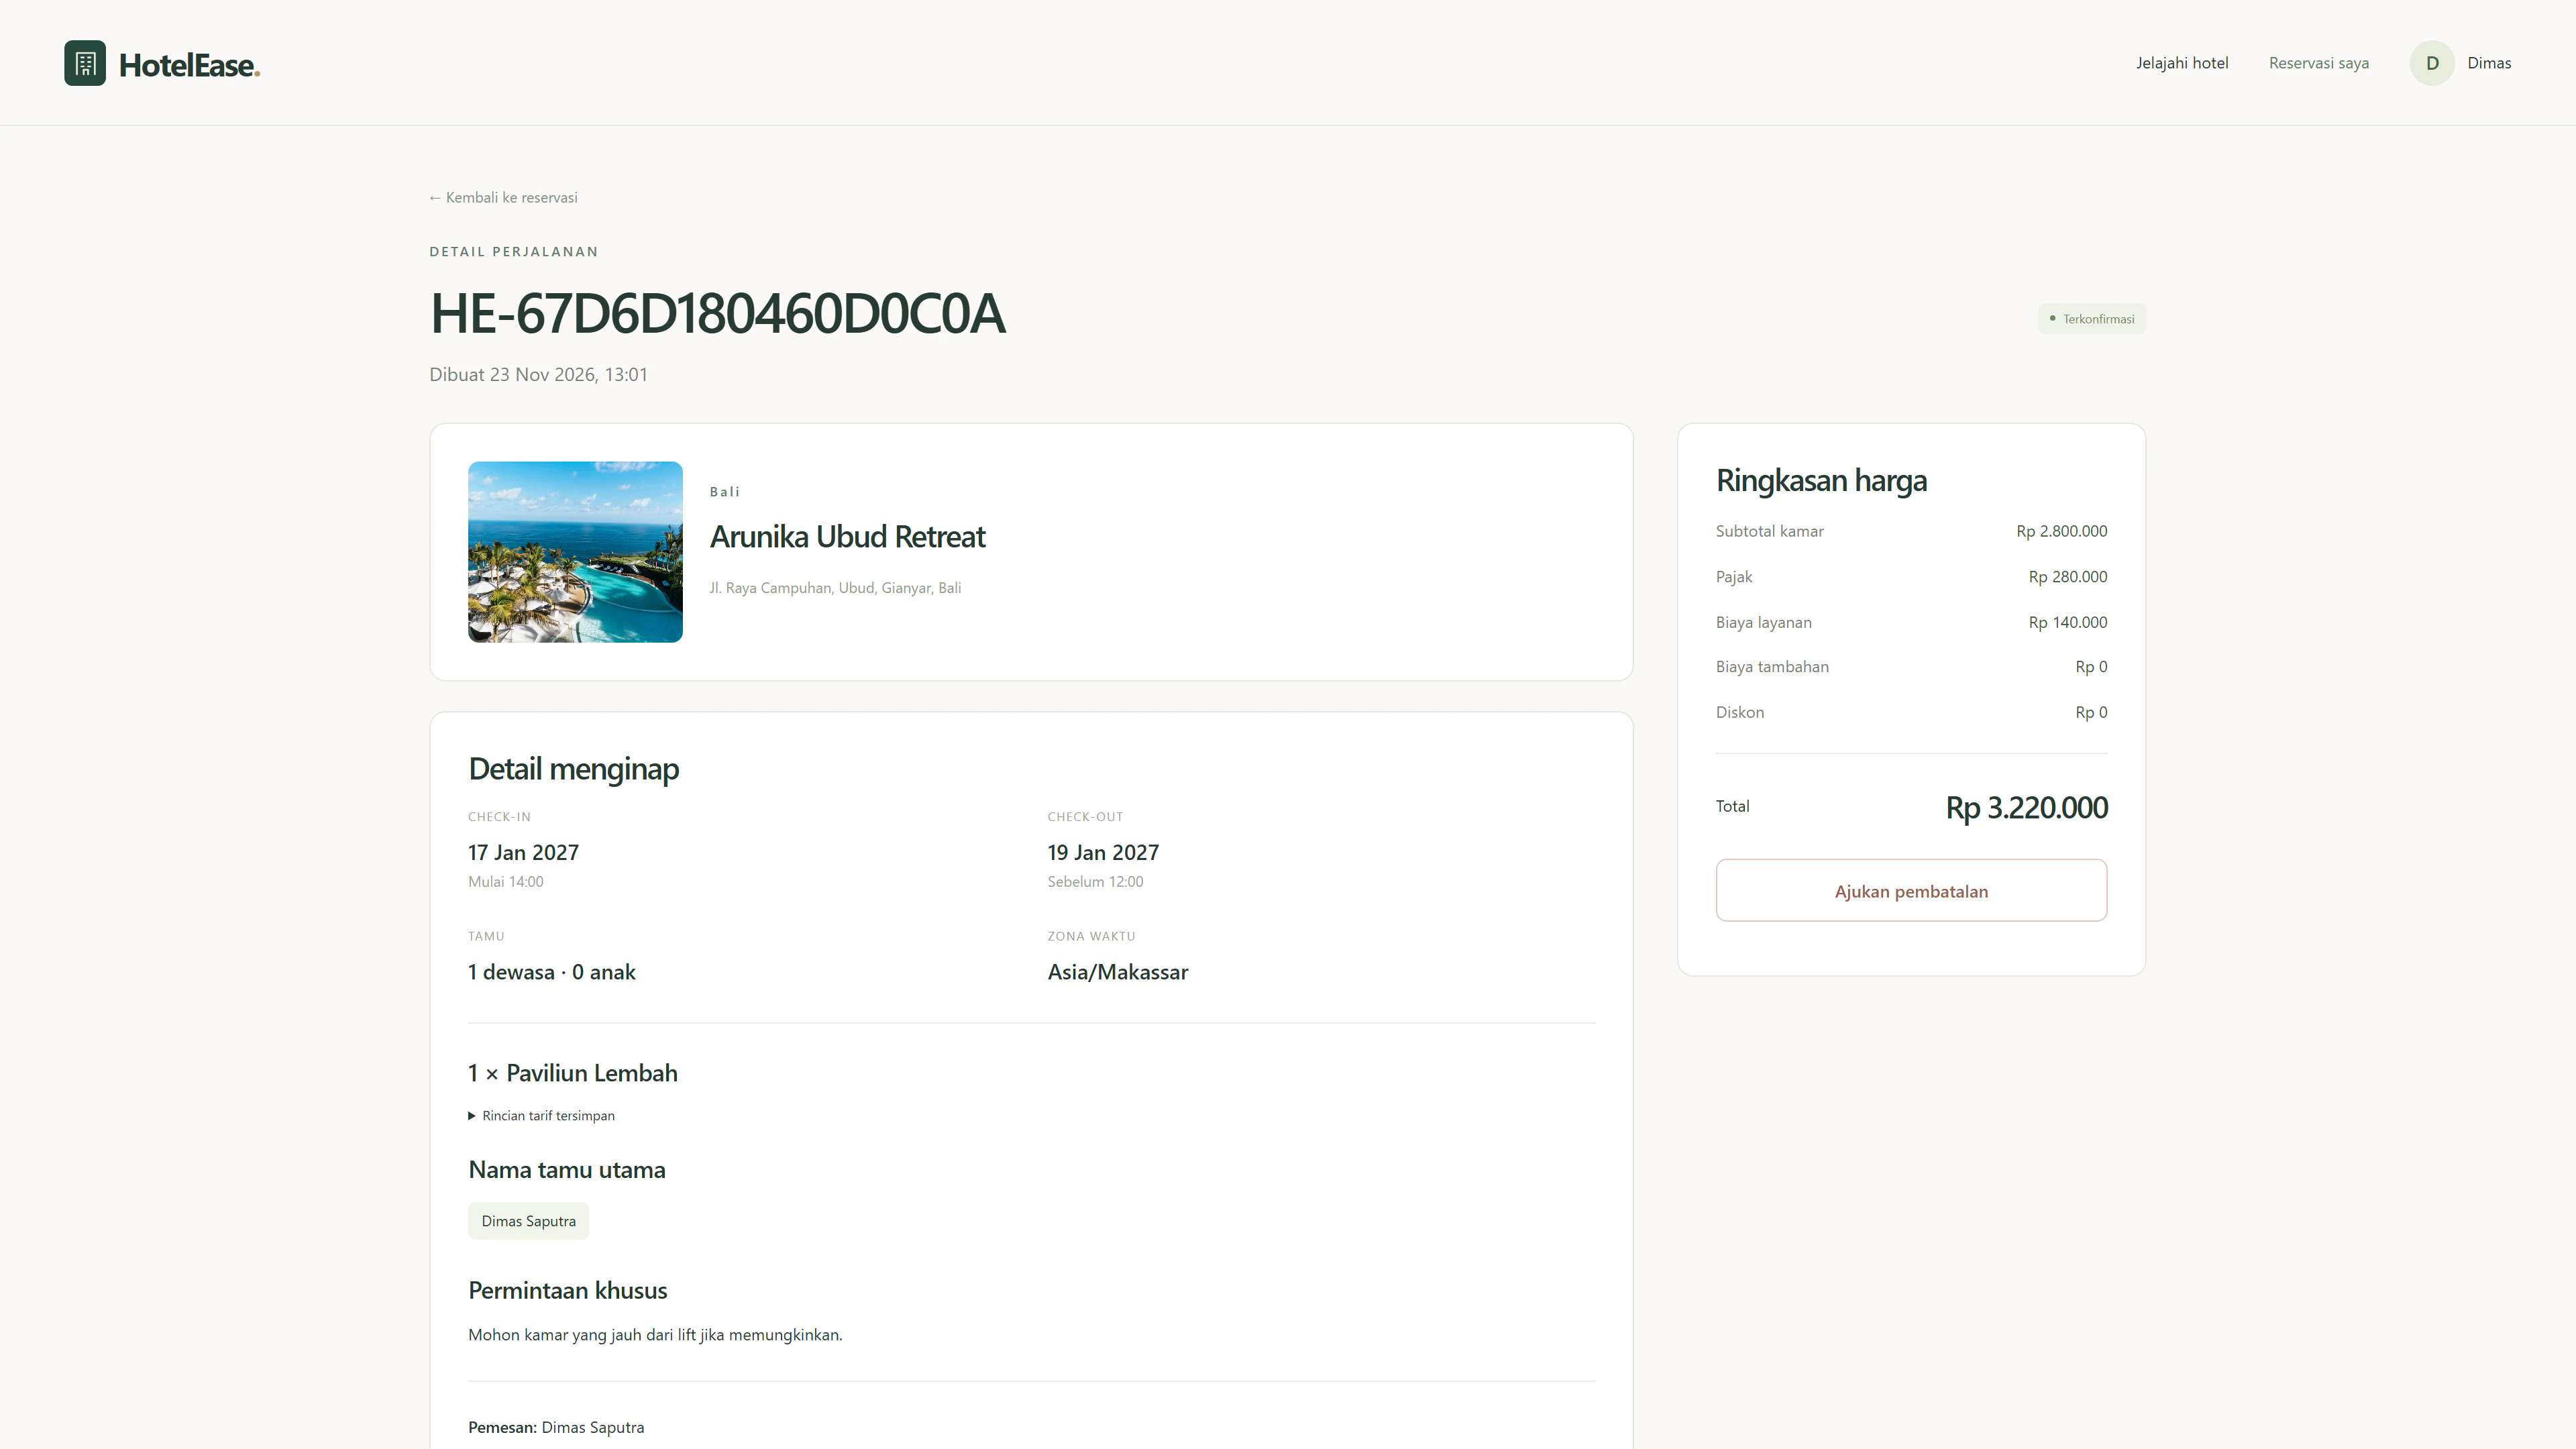 HotelEase.
Jelajahi hotel
Reservasi saya
D
Dimas
← Kembali ke reservasi
DETAIL PERJALANAN
HE-67D6D180460D0C0A
Terkonfirmasi
Dibuat 23 Nov 2026, 13:01
Bali
Arunika Ubud Retreat
Jl. Raya Campuhan, Ubud, Gianyar, Bali
Detail menginap
CHECK-IN
17 Jan 2027
Mulai 14:00
CHECK-OUT
19 Jan 2027
Sebelum 12:00
TAMU
1 dewasa · 0 anak
ZONA WAKTU
Asia/Makassar
1 × Paviliun Lembah
Rincian tarif tersimpan
Nama tamu utama
Dimas Saputra
Permintaan khusus
Mohon kamar yang jauh dari lift jika memungkinkan.
Pemesan: Dimas Saputra
Ringkasan harga
Subtotal kamar Rp 2.800.000
Pajak Rp 280.000
Biaya layanan Rp 140.000
Biaya tambahan Rp 0
Diskon Rp 0
Total Rp 3.220.000
Ajukan pembatalan